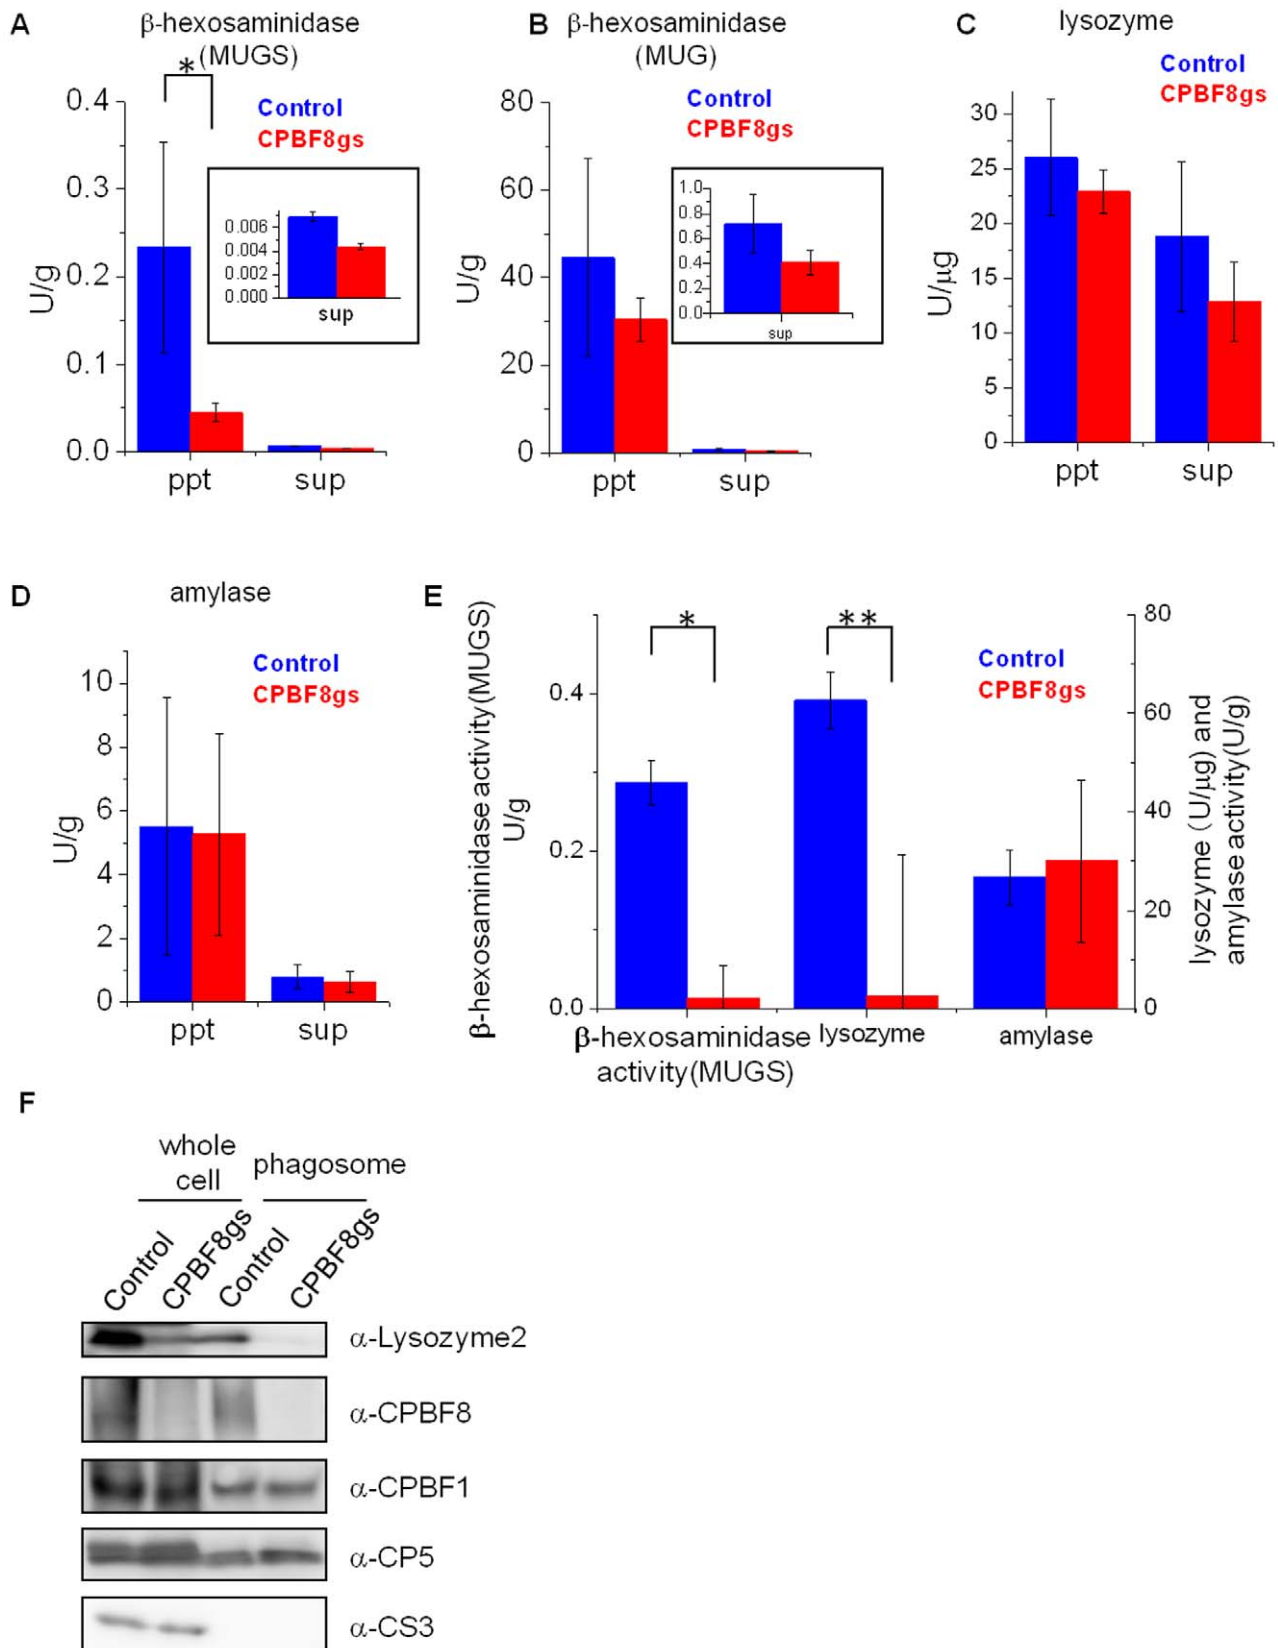 A
β-hexosaminidase
(MUGS)
*
Control
CPBF8gs
0.4
0.3
0.2
0.1
0.0
U/g
0.006
0.004
0.002
0.000
sup
ppt
sup
B
β-hexosaminidase
(MUG)
Control
CPBF8gs
80
60
40
20
0
U/g
1.0
0.8
0.6
0.4
0.2
0.0
sup
ppt
sup
C
lysozyme
Control
CPBF8gs
30
25
20
15
10
5
0
U/μg
ppt
sup
D
amylase
Control
CPBF8gs
10
8
6
4
2
0
U/g
ppt
sup
E
β-hexosaminidase activity(MUGS)
U/g
0.4
0.2
0.0
*
**
Control
CPBF8gs
80
60
40
20
0
lysozyme (U/μg) and
amylase activity(U/g)
β-hexosaminidase
activity(MUGS)
lysozyme
amylase
F
whole
cell
phagosome
Control
CPBF8gs
Control
CPBF8gs
α-Lysozyme2
α-CPBF8
α-CPBF1
α-CP5
α-CS3